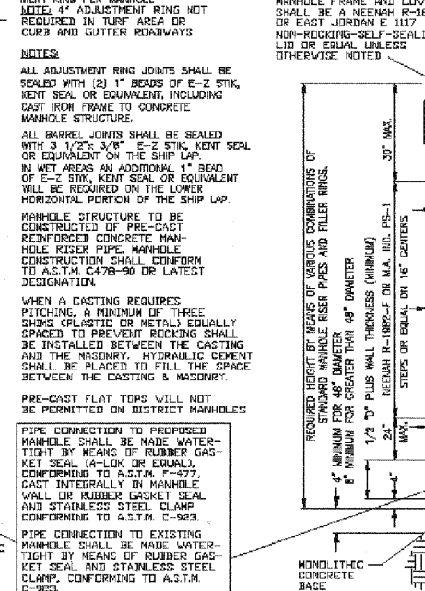 NOTE: 4" ADJUSTMENT RING NOT
REQUIRED IN TURF AREA OR
CURB AND GUTTER ROADWAYS
NOTES
ALL ADJUSTMENT RING JOINTS SHALL BE
SEALED WITH (2) 1" BEADS OF E-Z STIK,
KENT SEAL OR EQUIVALENT, INCLUDING
CAST IRON FRAME TO CONCRETE
MANHOLE STRUCTURE.
ALL BARREL JOINTS SHALL BE SEALED
WITH 3 1/2"x 3/8" E-Z STIK, KENT SEAL
OR EQUIVALENT ON THE SHIP LAP.
IN WET AREAS AN ADDITIONAL 1" BEAD
OF E-Z STIK, KENT SEAL OR EQUIVALENT
WILL BE REQUIRED ON THE LOWER
HORIZONTAL PORTION OF THE SHIP LAP.
MANHOLE STRUCTURE TO BE
CONSTRUCTED OF PRE-CAST
REINFORCED CONCRETE MAN-
HOLE RISER PIPE. MANHOLE
CONSTRUCTION SHALL CONFORM
TO A.S.T.M. C478-90 OR LATEST
DESIGNATION.
WHEN A CASTING REQUIRES
PITCHING, A MINIMUM OF THREE
SHIMS (PLASTIC OR METAL) EQUALLY
SPACED TO PREVENT ROCKING SHALL
BE INSTALLED BETWEEN THE CASTING
AND THE MASONRY. HYDRAULIC CEMENT
SHALL BE PLACED TO FILL THE SPACE
BETWEEN THE CASTING & MASONRY.
PRE-CAST FLAT TOPS WILL NOT
BE PERMITTED ON DISTRICT MANHOLES
PIPE CONNECTION TO PROPOSED
MANHOLE SHALL BE MADE WATER-
TIGHT BY MEANS OF RUBBER GAS-
KET SEAL (A-LOK OR EQUAL),
CONFORMING TO A.S.T.M. F-477,
CAST INTEGRALLY IN MANHOLE
WALL OR RUBBER GASKET SEAL
AND STAINLESS STEEL CLAMP
CONFORMING TO A.S.T.M. C-923.
PIPE CONNECTION TO EXISTING
MANHOLE SHALL BE MADE WATER-
TIGHT BY MEANS OF RUBBER GAS-
KET SEAL AND STAINLESS STEEL
CLAMP, CONFORMING TO A.S.T.M.
C-923.
MANHOLE FRAME AND
SHALL BE A NEENAH
OR EAST JORDAN E 1117
NON-ROCKING-SELF-SEALI
LID OR EQUAL UNLESS
OTHERWISE NOTED
REQUIRED HEIGHT BY MEANS OF VARIOUS COMBINATIONS OF
STANDARD MANHOLE RISER PIPES AND FILLER RINGS.
4" MINIMUM FOR 48" DIAMETER
6" MINIMUM FOR GREATER THAN 48" DIAMETER
1/2 "D" PLUS WALL THICKNESS (MINIMUM)
24" MAX.
30" MAX.
NEENAH R-1982-F OR M.A. IND. PS-1
STEPS OR EQUAL ON 16" CENTERS
4"
MONOLITHIC
CONCRETE
BASE